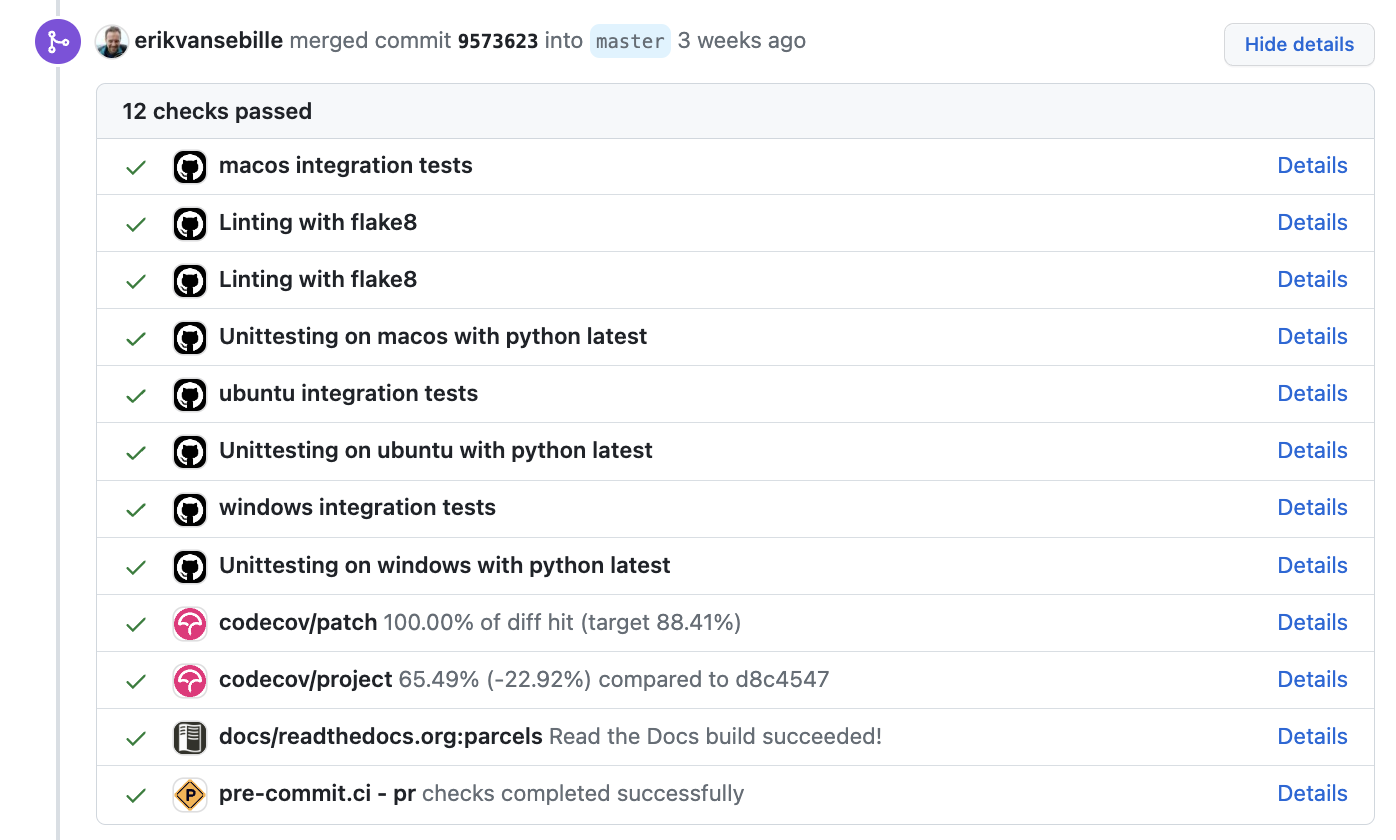 erikvansebille merged commit 9573623 into master 3 weeks ago
Hide details
12 checks passed
macos integration tests Details
Linting with flake8 Details
Linting with flake8 Details
Unittesting on macos with python latest Details
ubuntu integration tests Details
Unittesting on ubuntu with python latest Details
windows integration tests Details
Unittesting on windows with python latest Details
codecov/patch 100.00% of diff hit (target 88.41%) Details
codecov/project 65.49% (-22.92%) compared to d8c4547 Details
docs/readthedocs.org:parcels Read the Docs build succeeded! Details
P pre-commit.ci - pr checks completed successfully Details